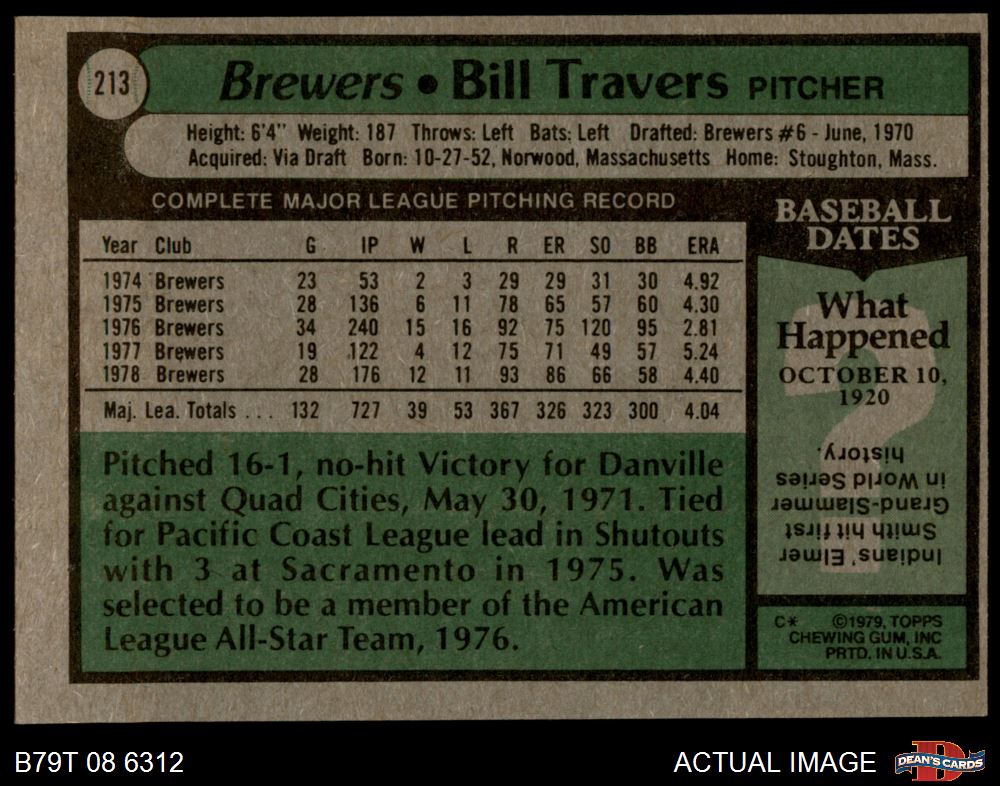 213
Brewers • Bill Travers PITCHER
Height: 6'4" Weight: 187 Throws: Left Bats: Left Drafted: Brewers #6 - June, 1970
Acquired: Via Draft Born: 10-27-52, Norwood, Massachusetts Home: Stoughton, Mass.
COMPLETE MAJOR LEAGUE PITCHING RECORD
Year Club G IP W L R ER SO BB ERA
1974 Brewers 23 53 2 3 29 29 31 30 4.92
1975 Brewers 28 136 6 11 78 65 57 60 4.30
1976 Brewers 34 240 15 16 92 75 120 95 2.81
1977 Brewers 19 122 4 12 75 71 49 57 5.24
1978 Brewers 28 176 12 11 93 86 66 58 4.40
Maj. Lea. Totals ... 132 727 39 53 367 326 323 300 4.04
Pitched 16-1, no-hit Victory for Danville
against Quad Cities, May 30, 1971. Tied
for Pacific Coast League lead in Shutouts
with 3 at Sacramento in 1975. Was
selected to be a member of the American
League All-Star Team, 1976.
BASEBALL
DATES
What
Happened
OCTOBER 10,
1920
?
Indians' Elmer
Smith hit first
Grand-Slammer
in World Series
history.
C* ©1979, TOPPS
CHEWING GUM, INC
PRTD. IN U.S.A.
B79T 08 6312
ACTUAL IMAGE
D
DEAN'S CARDS